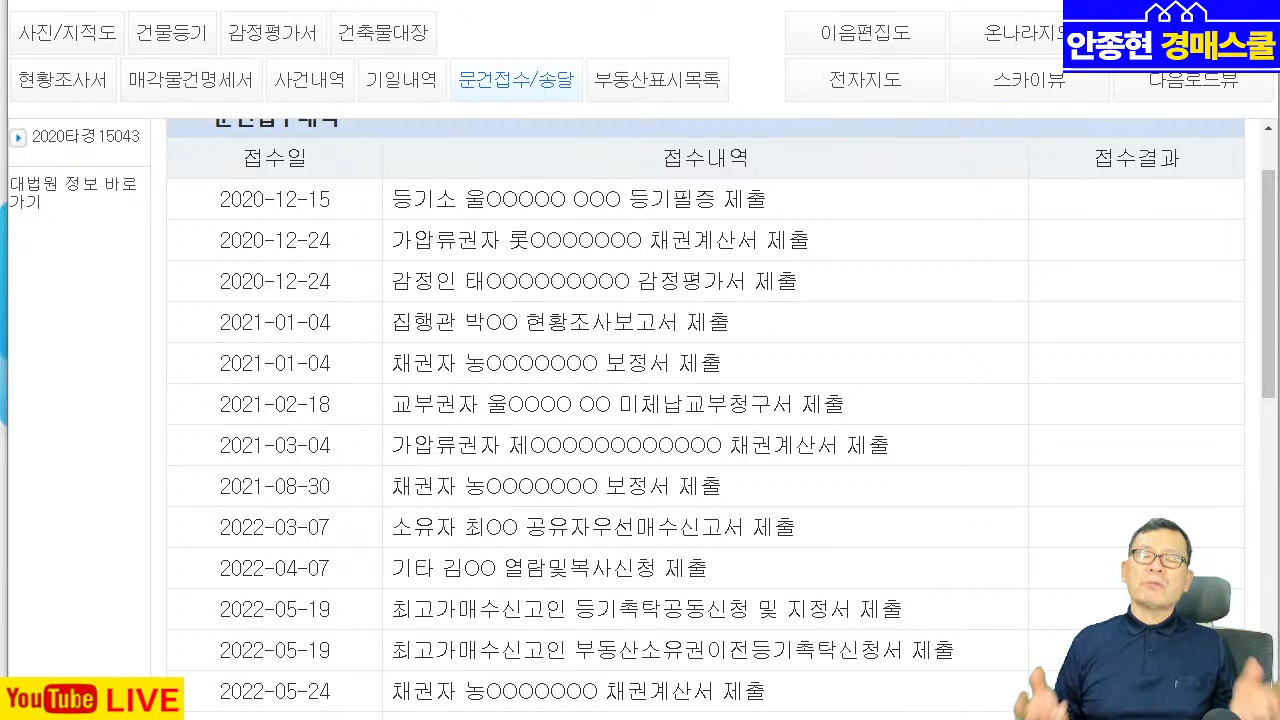 사진/지적도 건물등기 감정평가서 건축물대장 이음편집도 온나라지도
안종현 경매스쿨
현황조사서 매각물건명세서 사건내역 기일내역 문건접수/송달 부동산표시목록 전자지도 스카이뷰 다음로드뷰
2020타경15043
대법원 정보 바로
가기
문건접수내역
접수일 접수내역 접수결과
2020-12-15 등기소 울OOOOO OOO 등기필증 제출
2020-12-24 가압류권자 롯OOOOOOO 채권계산서 제출
2020-12-24 감정인 태OOOOOOOOO 감정평가서 제출
2021-01-04 집행관 박OO 현황조사보고서 제출
2021-01-04 채권자 농OOOOOOO 보정서 제출
2021-02-18 교부권자 울OOOO OO 미체납교부청구서 제출
2021-03-04 가압류권자 제OOOOOOOOOOOO 채권계산서 제출
2021-08-30 채권자 농OOOOOOO 보정서 제출
2022-03-07 소유자 최OO 공유자우선매수신고서 제출
2022-04-07 기타 김OO 열람및복사신청 제출
2022-05-19 최고가매수신고인 등기촉탁공동신청 및 지정서 제출
2022-05-19 최고가매수신고인 부동산소유권이전등기촉탁신청서 제출
2022-05-24 채권자 농OOOOOOO 채권계산서 제출
YouTube LIVE